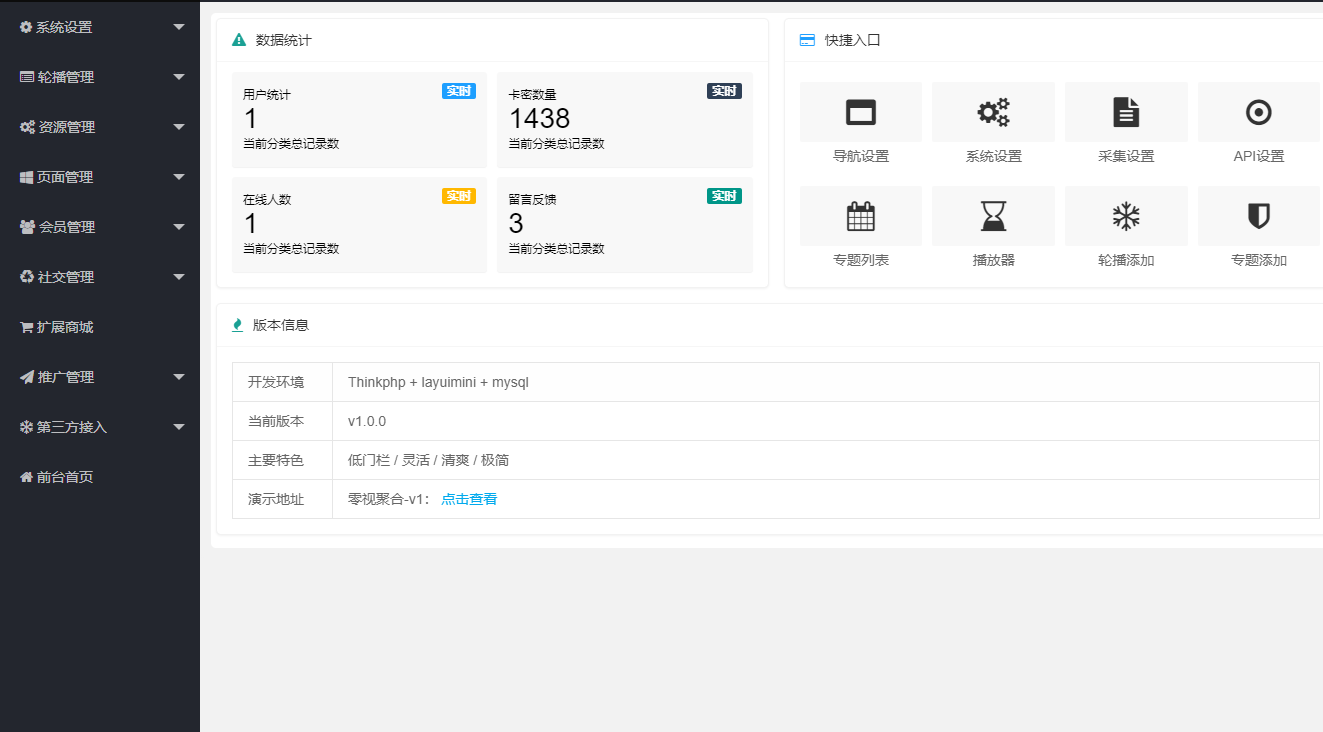 系统设置
轮播管理
资源管理
页面管理
会员管理
社交管理
扩展商城
推广管理
第三方接入
前台首页
数据统计
用户统计 实时
1
当前分类总记录数
卡密数量 实时
1438
当前分类总记录数
在线人数 实时
1
当前分类总记录数
留言反馈 实时
3
当前分类总记录数
快捷入口
导航设置 系统设置 采集设置 API设置
专题列表 播放器 轮播添加 专题添加
版本信息
开发环境 Thinkphp + layuimini + mysql
当前版本 v1.0.0
主要特色 低门栏 / 灵活 / 清爽 / 极简
演示地址 零视聚合-v1： 点击查看